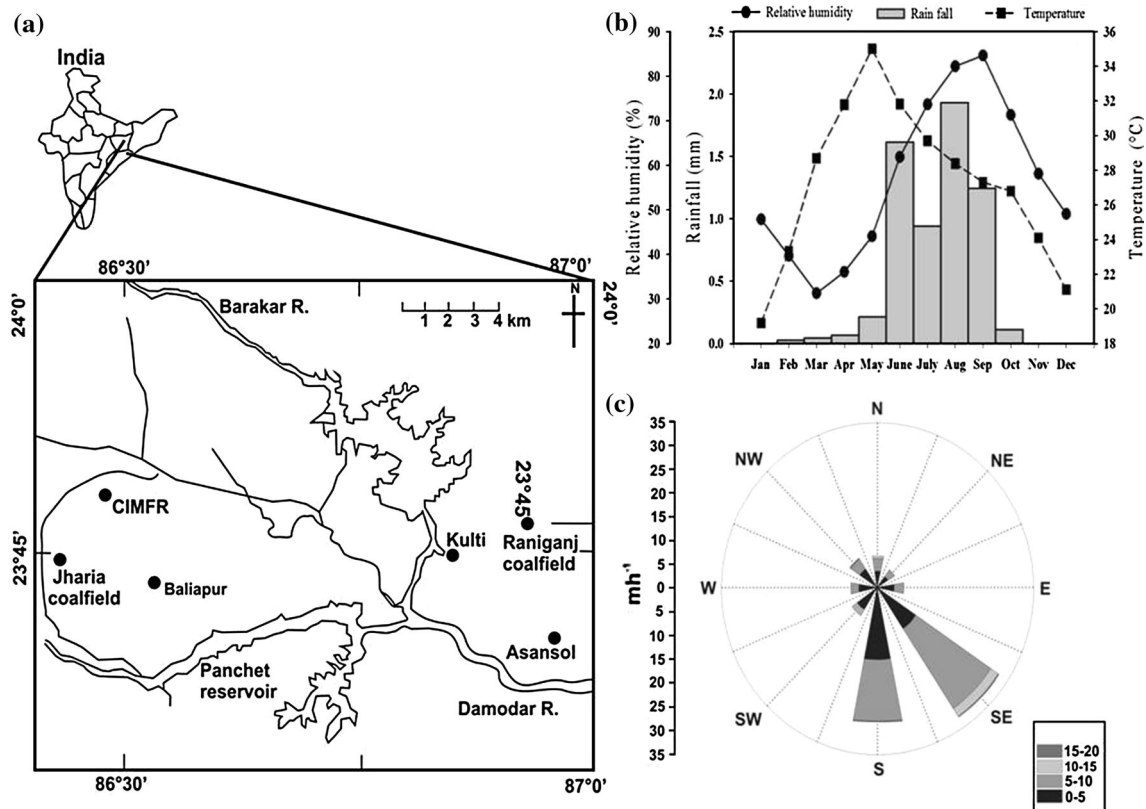 (a)
India
86°30'
87°0'
24°0'
24°0'
Barakar R.
N
1 2 3 4 km
CIMFR
23°45'
23°45'
Kulti
Raniganj
coalfield
Jharia
coalfield
Baliapur
Asansol
Panchet
reservoir
Damodar R.
86°30'
87°0'
(b)
Relative humidity
Rain fall
Temperature
Relative humidity (%)
90
80
70
60
50
40
30
20
Rainfall (mm)
2.5
2.0
1.5
1.0
0.5
0.0
Temperature (°C)
36
34
32
30
28
26
24
22
20
18
Jan Feb Mar Apr May June July Aug Sep Oct Nov Dec
(c)
mh⁻¹
35
30
25
20
15
10
5
0
5
10
15
20
25
30
35
N
NW
NE
W
E
SW
SE
S
15-20
10-15
5-10
0-5